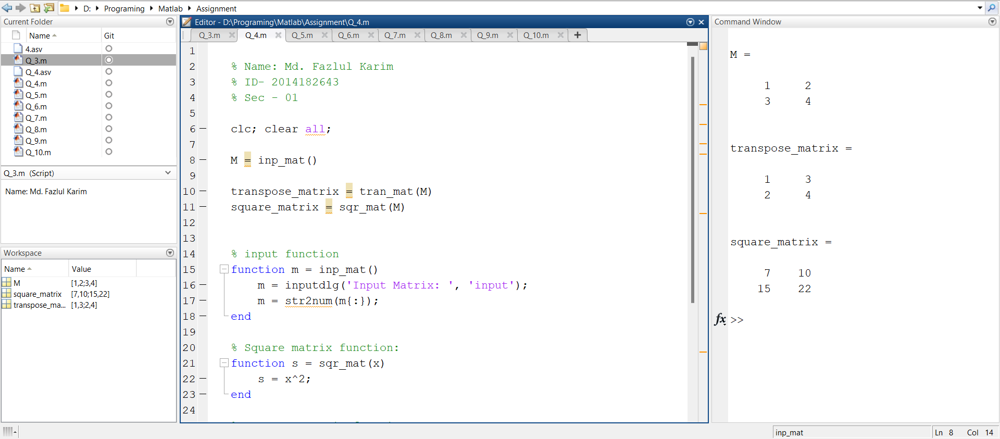 D: Programing Matlab Assignment
Current Folder
Name Git
4.asv
Q_3.m
Q_4.asv
Q_4.m
Q_5.m
Q_6.m
Q_7.m
Q_8.m
Q_9.m
Q_10.m
Q_3.m (Script)
Name: Md. Fazlul Karim
Workspace
Name Value
M [1,2;3,4]
square_matrix [7,10;15,22]
transpose_ma... [1,3;2,4]
Editor - D:\Programing\Matlab\Assignment\Q_4.m
Q_3.m Q_4.m Q_5.m Q_6.m Q_7.m Q_8.m Q_9.m Q_10.m +
1
2 % Name: Md. Fazlul Karim
3 % ID- 2014182643
4 % Sec - 01
5
6 clc; clear all;
7
8 M = inp_mat()
9
10 transpose_matrix = tran_mat(M)
11 square_matrix = sqr_mat(M)
12
13
14 % input function
15 function m = inp_mat()
16 m = inputdlg('Input Matrix: ', 'input');
17 m = str2num(m{:});
18 end
19
20 % Square matrix function:
21 function s = sqr_mat(x)
22 s = x^2;
23 end
24
Command Window
M =
1 2
3 4
transpose_matrix =
1 3
2 4
square_matrix =
7 10
15 22
fx >>
inp_mat Ln 8 Col 14